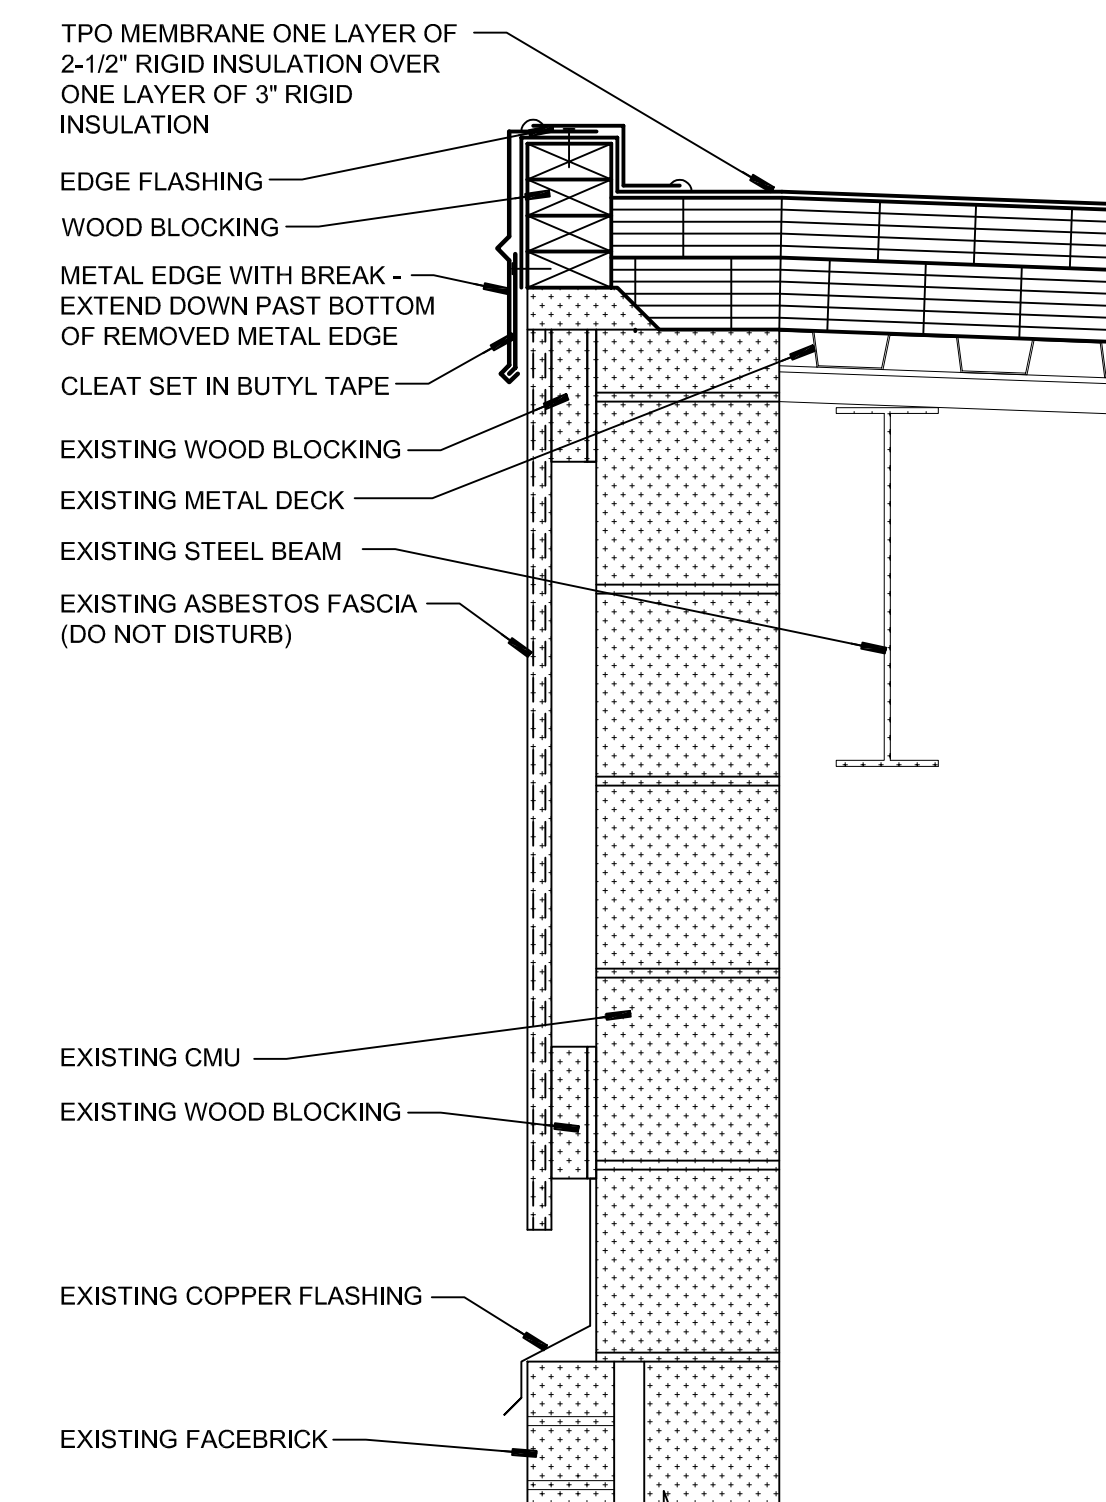 TPO MEMBRANE ONE LAYER OF
2-1/2" RIGID INSULATION OVER
ONE LAYER OF 3" RIGID
INSULATION
EDGE FLASHING
WOOD BLOCKING
METAL EDGE WITH BREAK -
EXTEND DOWN PAST BOTTOM
OF REMOVED METAL EDGE
CLEAT SET IN BUTYL TAPE
EXISTING WOOD BLOCKING
EXISTING METAL DECK
EXISTING STEEL BEAM
EXISTING ASBESTOS FASCIA
(DO NOT DISTURB)
EXISTING CMU
EXISTING WOOD BLOCKING
EXISTING COPPER FLASHING
EXISTING FACEBRICK